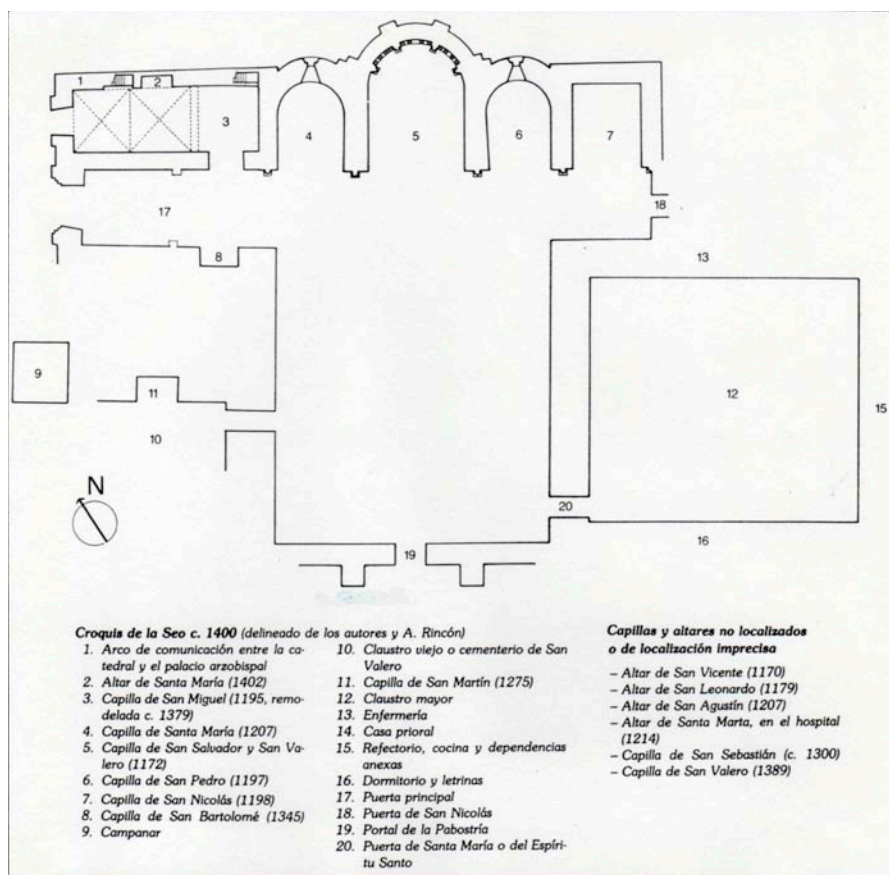 1
2
3
4
5
6
7
17
18
8
13
9
11
12
15
10
N
20
16
19
Croquis de la Seo c. 1400 (delineado de los autores y A. Rincón)
1. Arco de comunicación entre la ca-
tedral y el palacio arzobispal
2. Altar de Santa María (1402)
3. Capilla de San Miguel (1195, remo-
delada c. 1379)
4. Capilla de Santa María (1207)
5. Capilla de San Salvador y San Va-
lero (1172)
6. Capilla de San Pedro (1197)
7. Capilla de San Nicolás (1198)
8. Capilla de San Bartolomé (1345)
9. Campanar
10. Claustro viejo o cementerio de San
Valero
11. Capilla de San Martín (1275)
12. Claustro mayor
13. Enfermería
14. Casa prioral
15. Refectorio, cocina y dependencias
anexas
16. Dormitorio y letrinas
17. Puerta principal
18. Puerta de San Nicolás
19. Portal de la Pabostría
20. Puerta de Santa María o del Espíri-
tu Santo
Capillas y altares no localizados
o de localización imprecisa
– Altar de San Vicente (1170)
– Altar de San Leonardo (1179)
– Altar de San Agustín (1207)
– Altar de Santa Marta, en el hospital
(1214)
– Capilla de San Sebastián (c. 1300)
– Capilla de San Valero (1389)